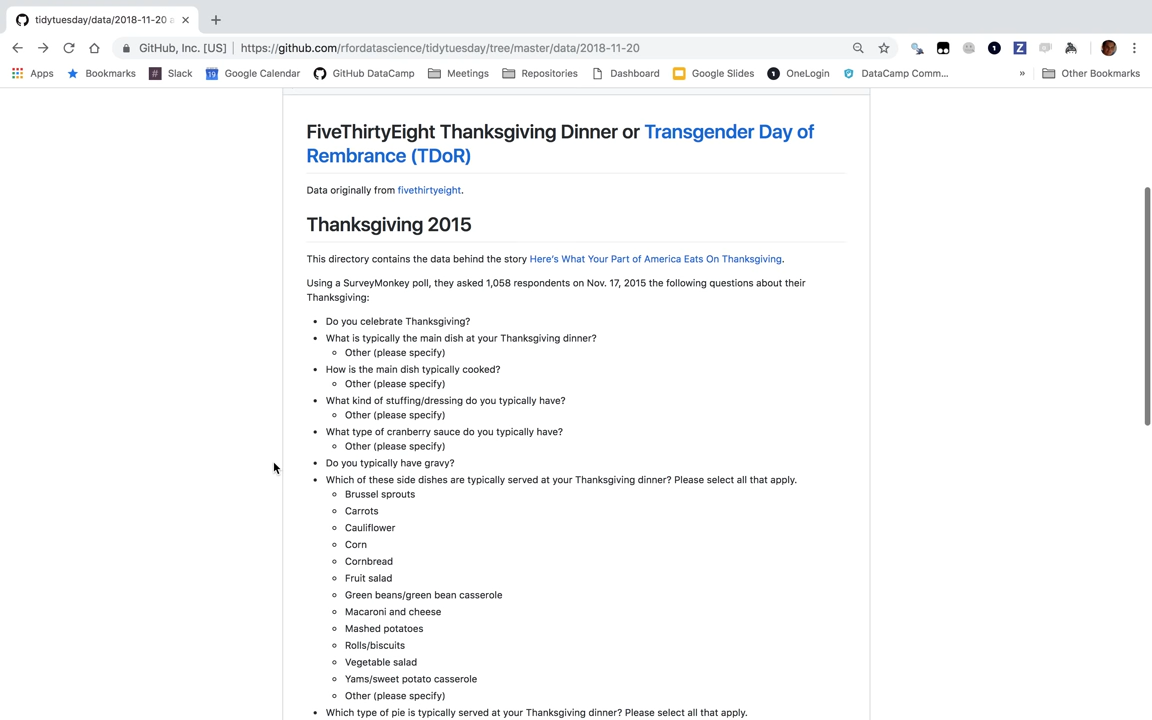 tidytuesday/data/2018-11-20 a
GitHub, Inc. [US] | https://github.com/rfordatascience/tidytuesday/tree/master/data/2018-11-20
Apps Bookmarks Slack Google Calendar GitHub DataCamp Meetings Repositories Dashboard Google Slides OneLogin DataCamp Comm... » Other Bookmarks
FiveThirtyEight Thanksgiving Dinner or Transgender Day of
Rembrance (TDoR)
Data originally from fivethirtyeight.
Thanksgiving 2015
This directory contains the data behind the story Here's What Your Part of America Eats On Thanksgiving.
Using a SurveyMonkey poll, they asked 1,058 respondents on Nov. 17, 2015 the following questions about their
Thanksgiving:
Do you celebrate Thanksgiving?
What is typically the main dish at your Thanksgiving dinner?
Other (please specify)
How is the main dish typically cooked?
Other (please specify)
What kind of stuffing/dressing do you typically have?
Other (please specify)
What type of cranberry sauce do you typically have?
Other (please specify)
Do you typically have gravy?
Which of these side dishes are typically served at your Thanksgiving dinner? Please select all that apply.
Brussel sprouts
Carrots
Cauliflower
Corn
Cornbread
Fruit salad
Green beans/green bean casserole
Macaroni and cheese
Mashed potatoes
Rolls/biscuits
Vegetable salad
Yams/sweet potato casserole
Other (please specify)
Which type of pie is typically served at your Thanksgiving dinner? Please select all that apply.